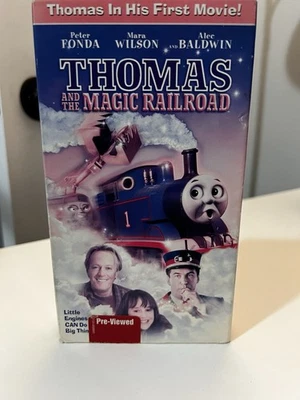 Thomas In His First Movie!
Peter Mara Alec
FONDA WILSON AND BALDWIN
THOMAS
AND THE MAGIC RAILROAD
1
Little
Engines
CAN Do
Big Thin
Pre-Viewed